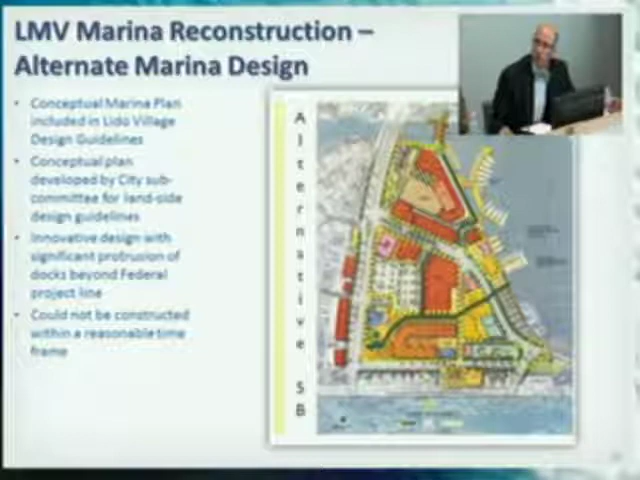 LMV Marina Reconstruction –
Alternate Marina Design
• Conceptual Marina Plan
included in Lido Village
Design Guidelines
• Conceptual plan
developed by City sub-
committee for land-side
design guidelines
• Innovative design with
significant protrusion of
docks beyond Federal
project line
• Could not be constructed
within a reasonable time
frame
A
l
t
e
r
n
a
t
i
v
e
5
B